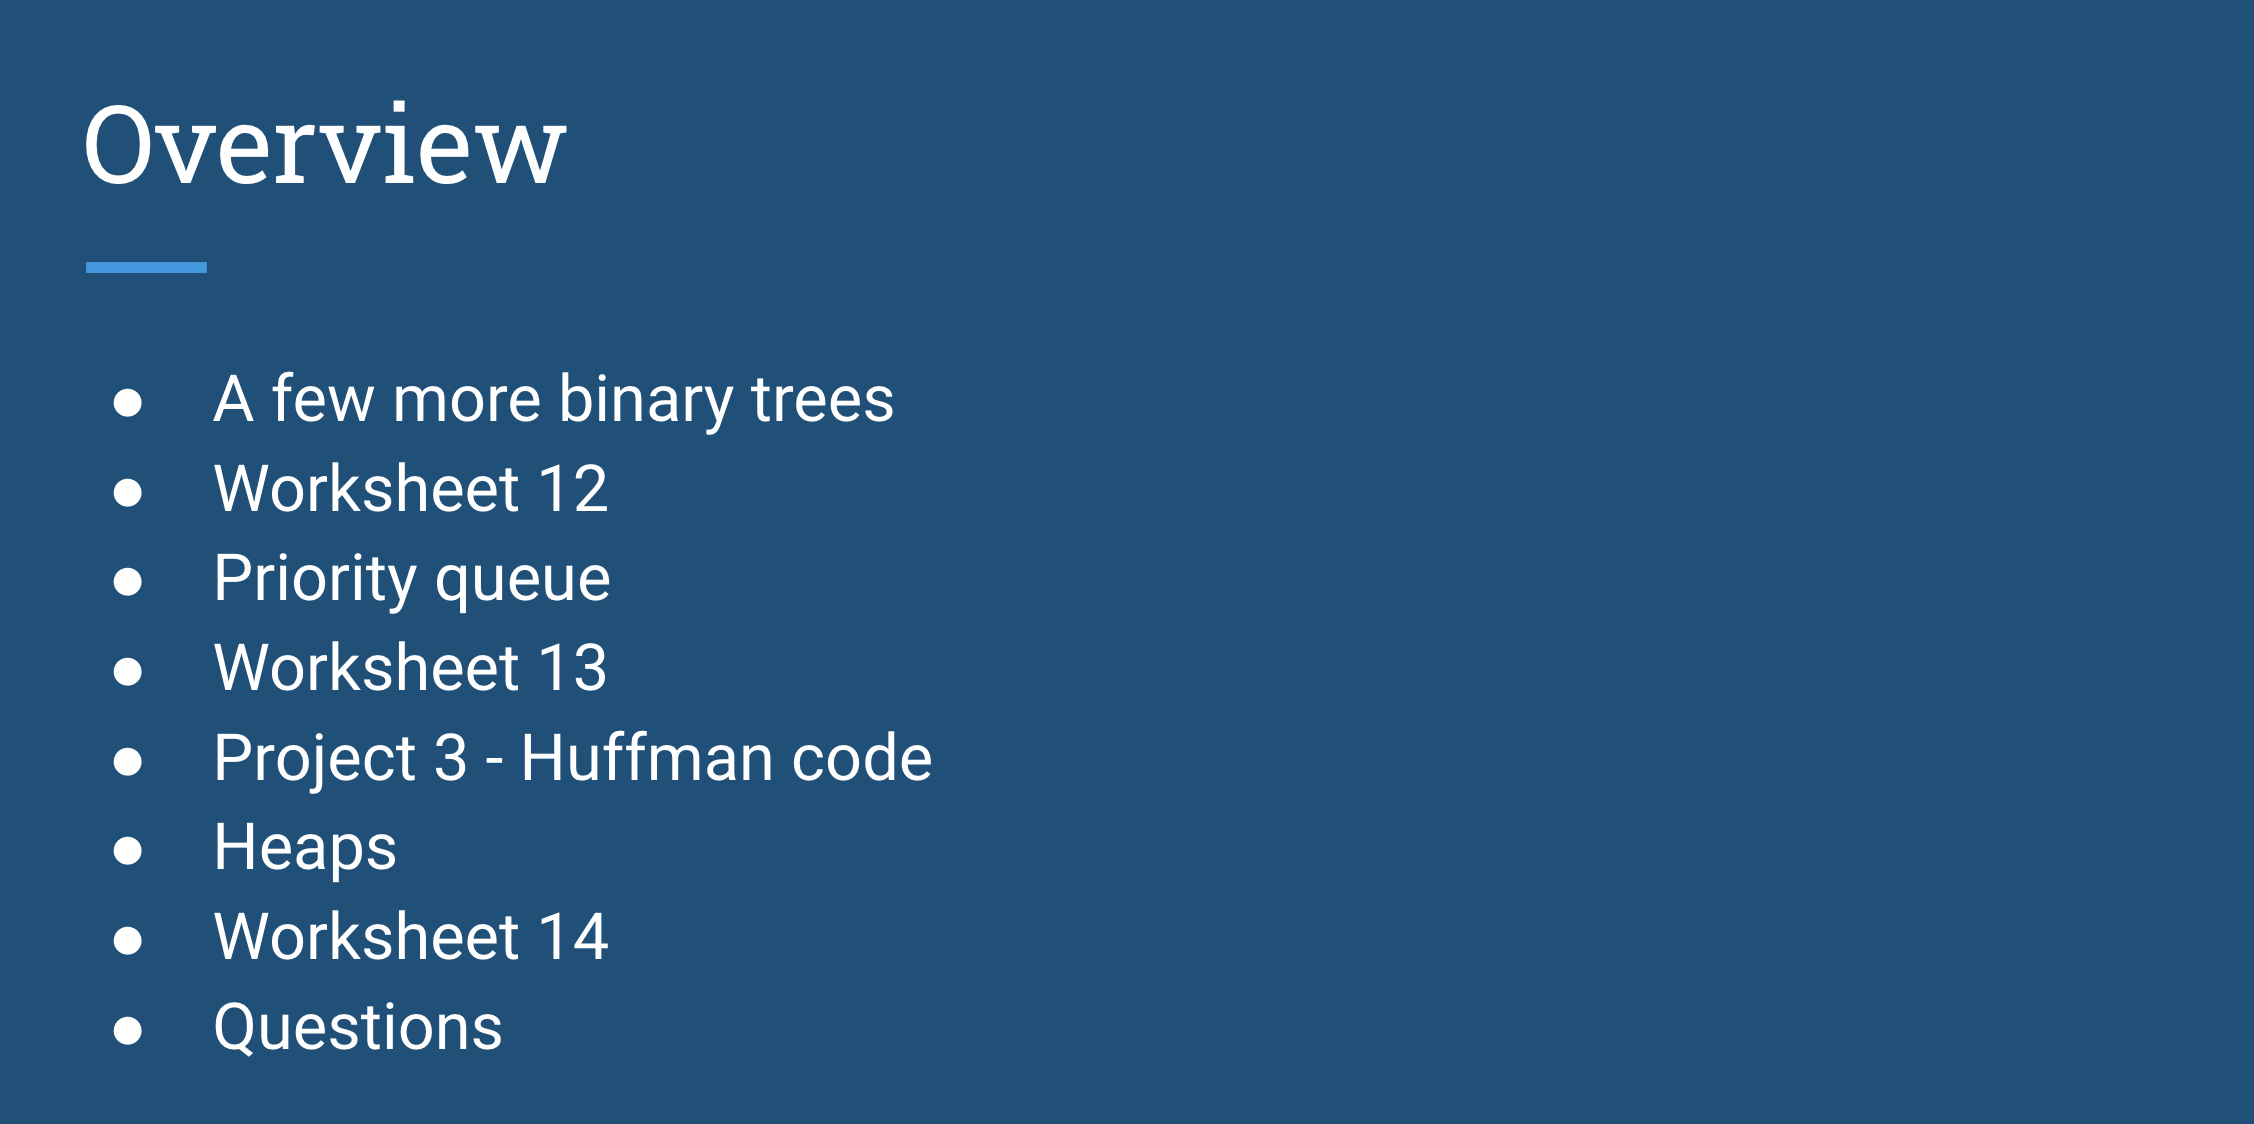 Overview
● A few more binary trees
● Worksheet 12
● Priority queue
● Worksheet 13
● Project 3 - Huffman code
● Heaps
● Worksheet 14
● Questions